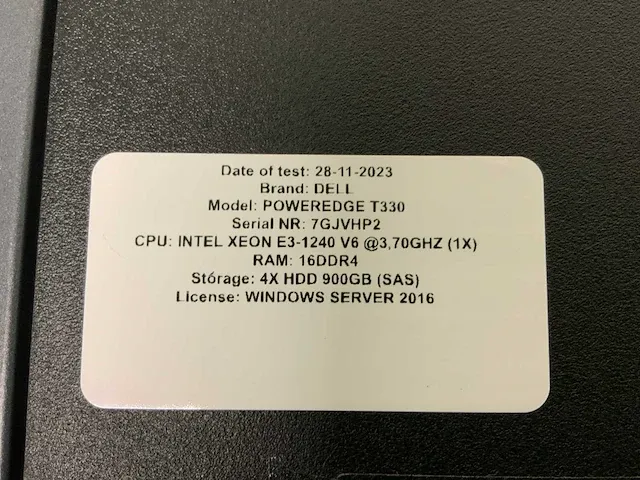 Date of test: 28-11-2023
Brand: DELL
Model: POWEREDGE T330
Serial NR: 7GJVHP2
CPU: INTEL XEON E3-1240 V6 @3,70GHZ (1X)
RAM: 16DDR4
Stórage: 4X HDD 900GB (SAS)
License: WINDOWS SERVER 2016